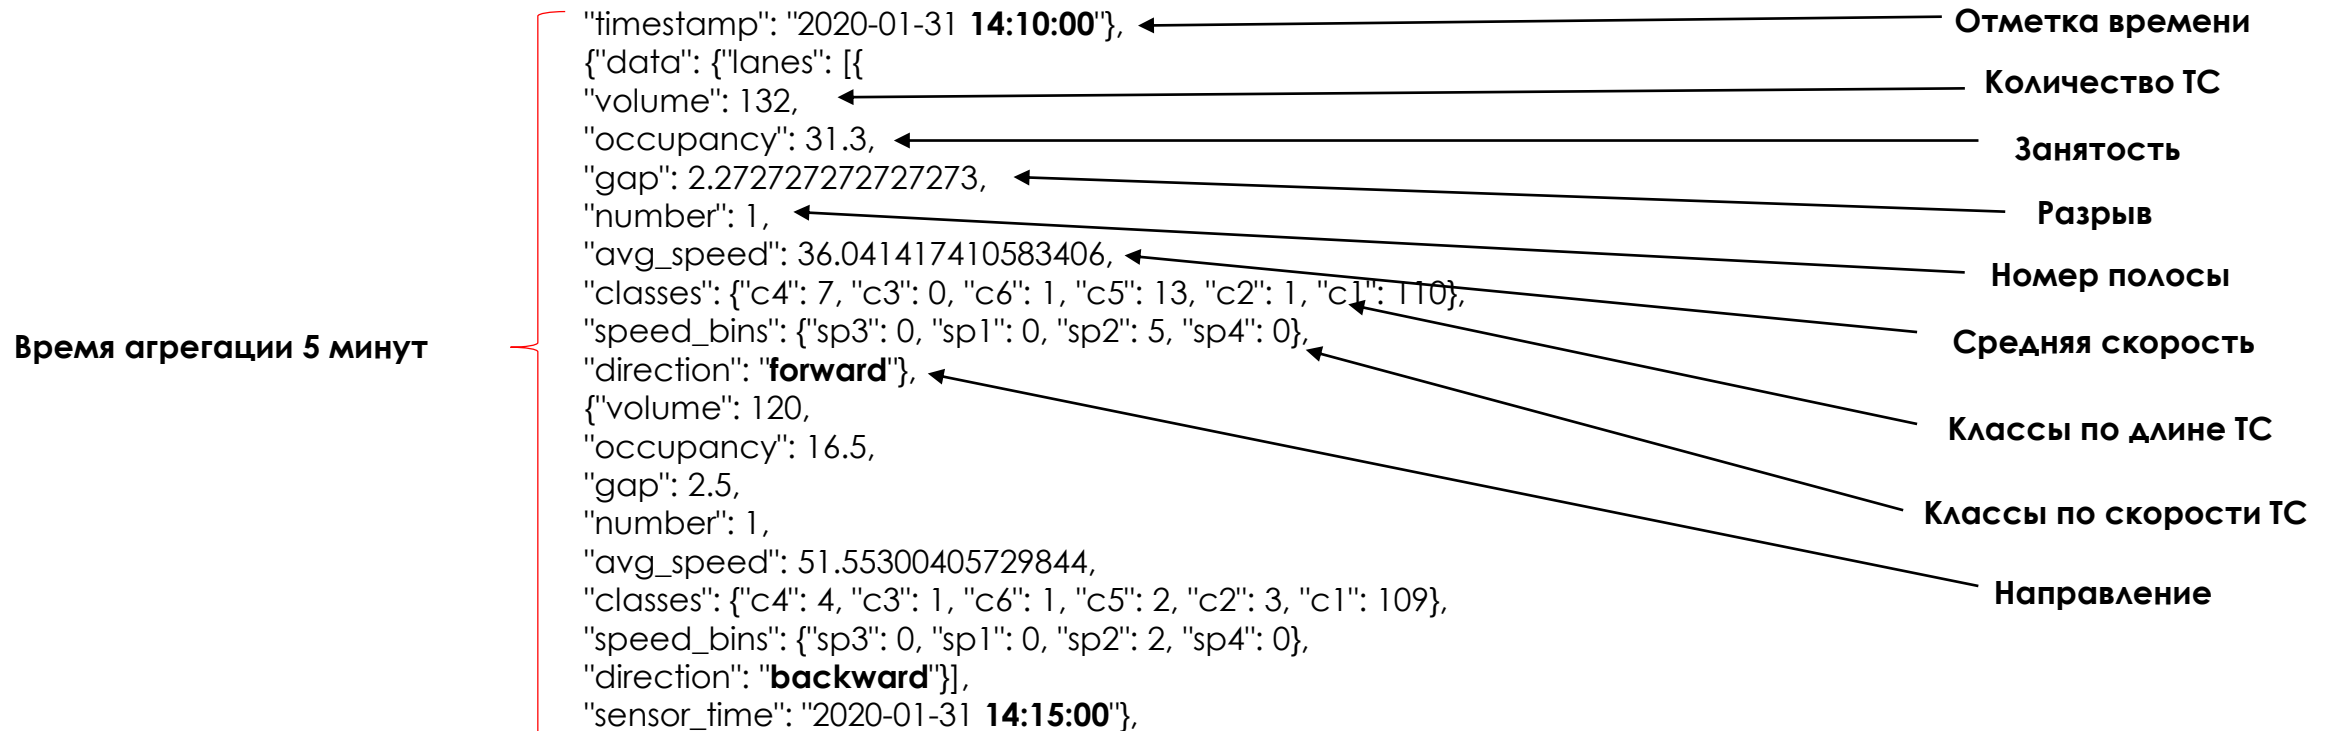 "timestamp": "2020-01-31 14:10:00"},
{"data": {"lanes": [{
"volume": 132,
"occupancy": 31.3,
"gap": 2.272727272727273,
"number": 1,
"avg_speed": 36.041417410583406,
"classes": {"c4": 7, "c3": 0, "c6": 1, "c5": 13, "c2": 1, "c1": 110},
"speed_bins": {"sp3": 0, "sp1": 0, "sp2": 5, "sp4": 0},
"direction": "forward"},
{"volume": 120,
"occupancy": 16.5,
"gap": 2.5,
"number": 1,
"avg_speed": 51.55300405729844,
"classes": {"c4": 4, "c3": 1, "c6": 1, "c5": 2, "c2": 3, "c1": 109},
"speed_bins": {"sp3": 0, "sp1": 0, "sp2": 2, "sp4": 0},
"direction": "backward"}],
"sensor_time": "2020-01-31 14:15:00"},
Время агрегации 5 минут
Отметка времени
Количество ТС
Занятость
Разрыв
Номер полосы
Средняя скорость
Классы по длине ТС
Классы по скорости ТС
Направление